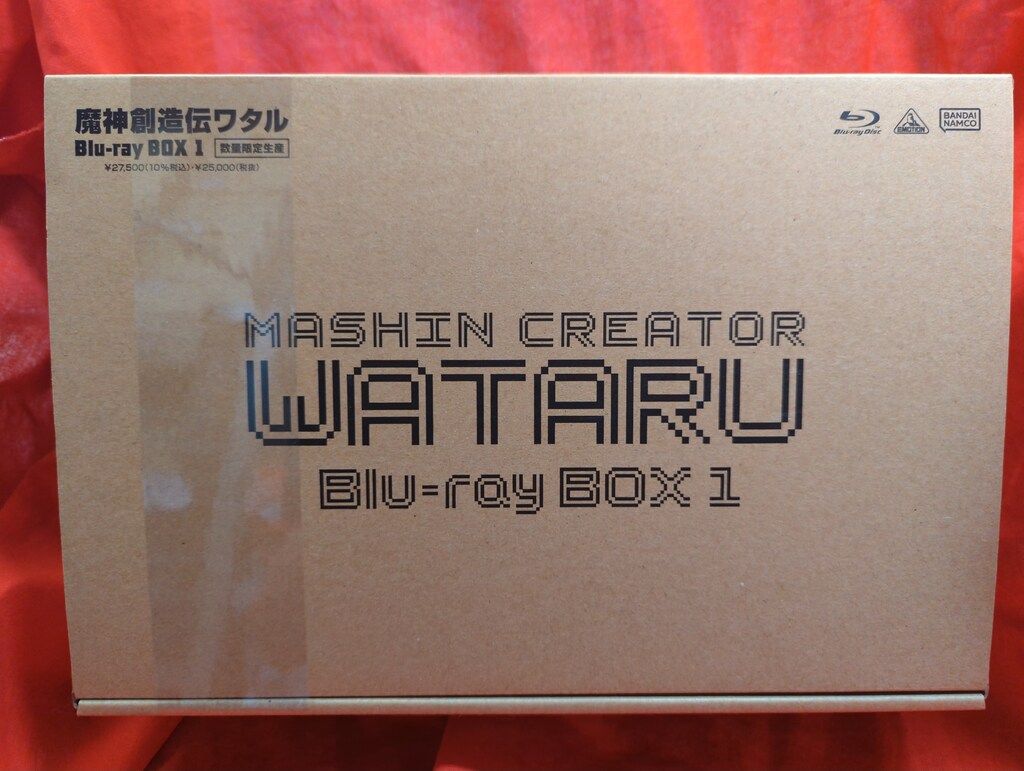 魔神創造伝ワタル
Blu-ray BOX 1 数量限定生産
¥27,500(10%税込)・¥25,000(税抜)
Blu-ray Disc
EMOTION
BANDAI
NAMCO
MASHIN CREATOR
WATARU
Blu-ray BOX 1